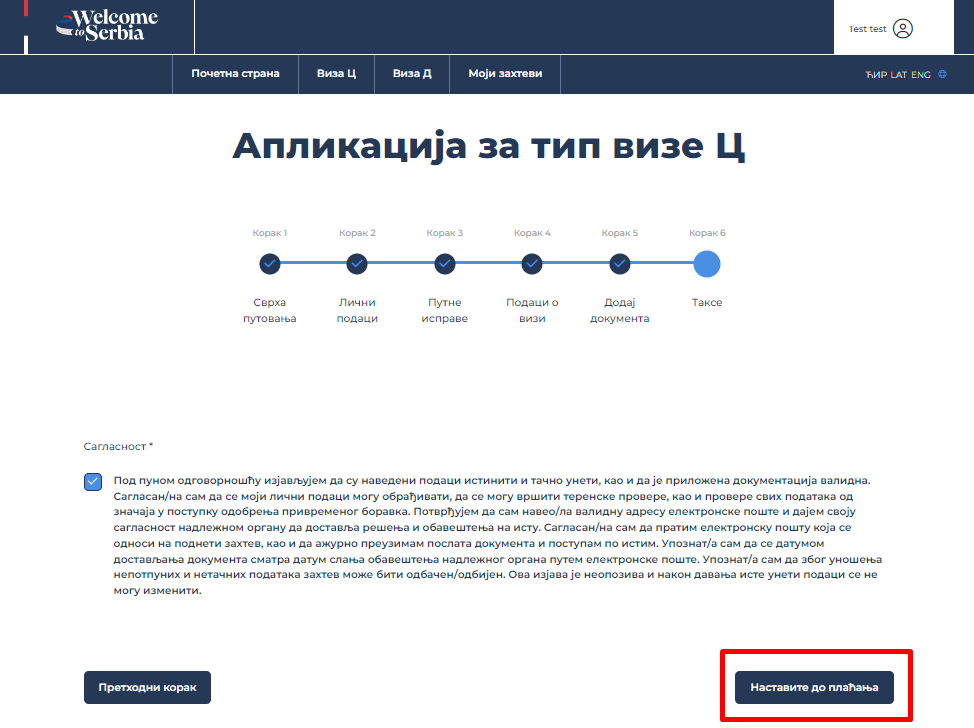 Welcome
to Serbia
Test test
Почетна страна Виза Ц Виза Д Моји захтеви
ЋИР LAT ENG
Апликација за тип визе Ц
Корак 1 Корак 2 Корак 3 Корак 4 Корак 5 Корак 6
Сврха Лични Путне Подаци о Додај Таксе
путовања подаци исправе визи документа
Сагласност *
Под пуном одговорношћу изјављујем да су наведени подаци истинити и тачно унети, као и да је приложена документација валидна.
Сагласан/на сам да се моји лични подаци могу обрађивати, да се могу вршити теренске провере, као и провере свих података од
значаја у поступку одобрења привременог боравка. Потврђујем да сам навео/ла валидну адресу електронске поште и дајем своју
сагласност надлежном органу да доставља решења и обавештења на исту. Сагласан/на сам да пратим електронску пошту која се
односи на поднети захтев, као и да ажурно преузимам послата документа и поступам по истим. Упознат/а сам да се датумом
достављања документа сматра датум слања обавештења надлежног органа путем електронске поште. Упознат/а сам да због уношења
непотпуних и нетачних података захтев може бити одбачен/одбијен. Ова изјава је неопозива и након давања исте унети подаци се не
могу изменити.
Претходни корак Наставите до плаћања